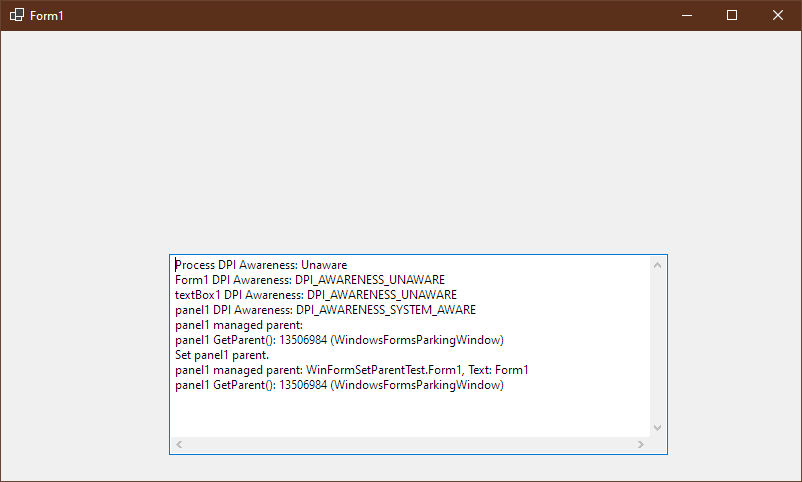 Form1
Process DPI Awareness: Unaware
Form1 DPI Awareness: DPI_AWARENESS_UNAWARE
textBox1 DPI Awareness: DPI_AWARENESS_UNAWARE
panel1 DPI Awareness: DPI_AWARENESS_SYSTEM_AWARE
panel1 managed parent:
panel1 GetParent(): 13506984 (WindowsFormsParkingWindow)
Set panel1 parent.
panel1 managed parent: WinFormSetParentTest.Form1, Text: Form1
panel1 GetParent(): 13506984 (WindowsFormsParkingWindow)